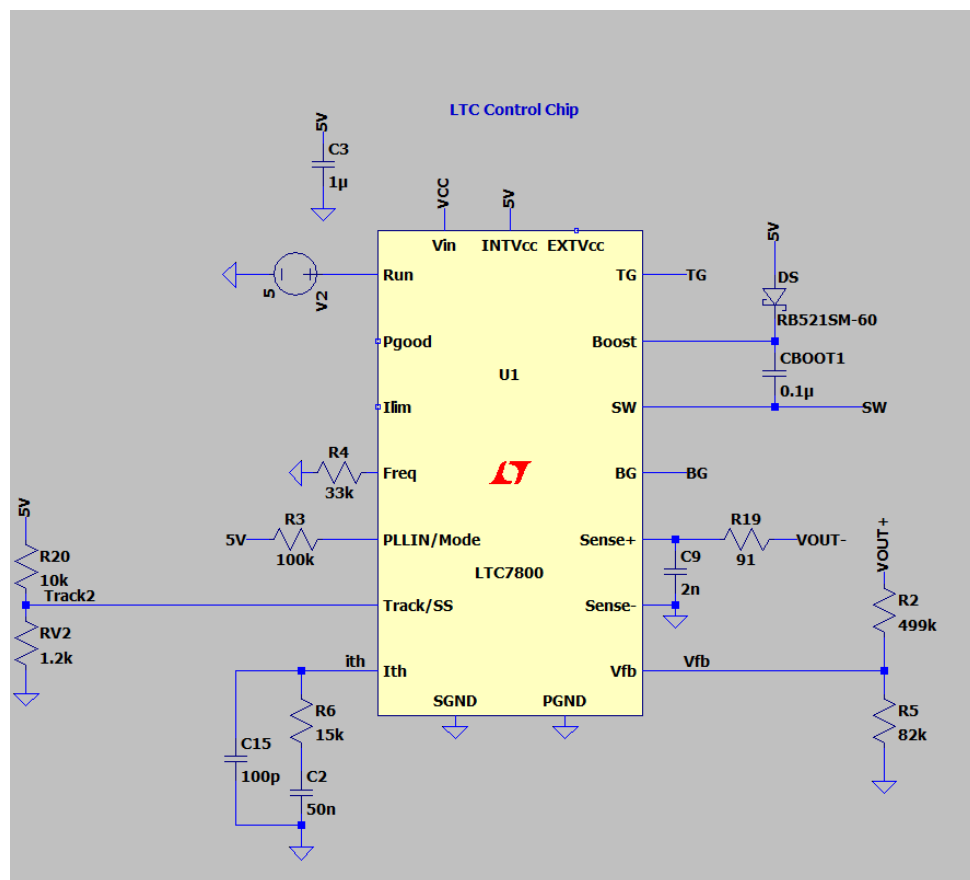 LTC Control Chip
5V
C3
1µ
VCC
5V
Vin
INTVcc
EXTVcc
5
V2
Run
TG
TG
5V
DS
RB521SM-60
Pgood
Boost
CBOOT1
0.1µ
U1
Ilim
SW
SW
R4
33k
Freq
BG
BG
5V
R3
100k
PLLIN/Mode
Sense+
R19
91
VOUT-
VOUT+
C9
2n
LTC7800
R20
10k
Track2
Track/SS
Sense-
R2
499k
RV2
1.2k
ith
Ith
Vfb
Vfb
SGND
PGND
R6
15k
R5
82k
C15
100p
C2
50n
5V